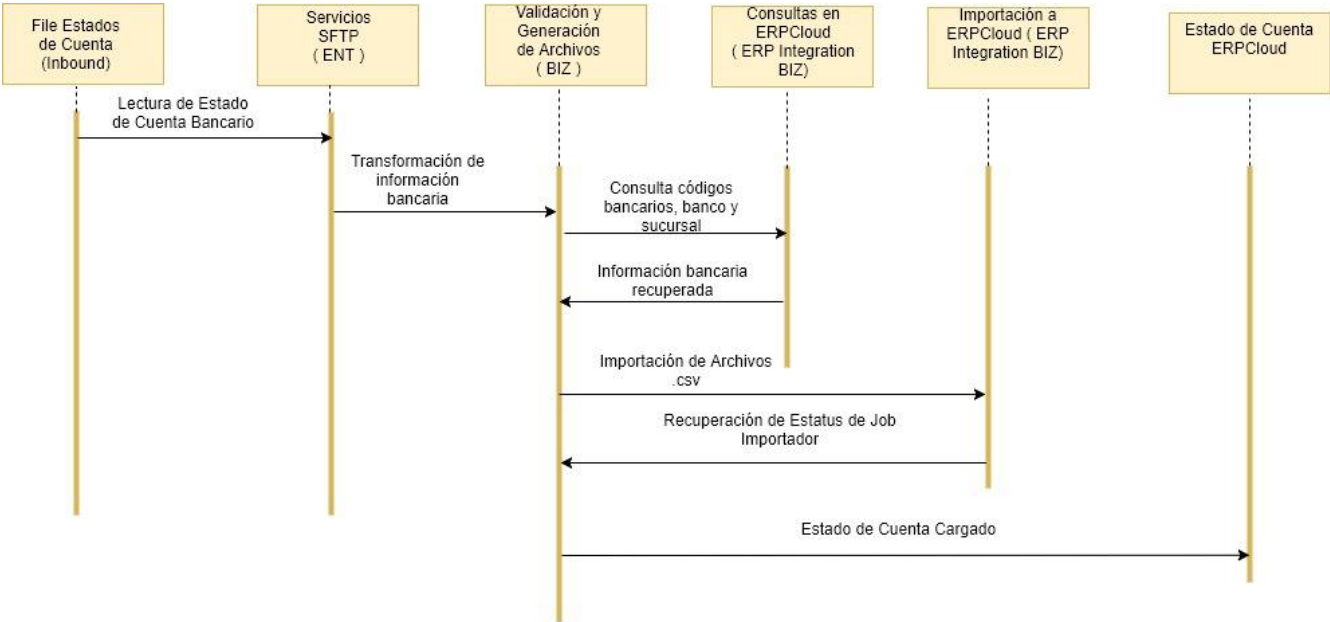 File Estados
de Cuenta
(Inbound)
Servicios
SFTP
( ENT )
Validación y
Generación
de Archivos
( BIZ )
Consultas en
ERPCloud
( ERP Integration
BIZ)
Importación a
ERPCloud ( ERP
Integration BIZ)
Estado de Cuenta
ERPCloud
Lectura de Estado
de Cuenta Bancario
Transformación de
información
bancaria
Consulta códigos
bancarios, banco y
sucursal
Información bancaria
recuperada
Importación de Archivos
.csv
Recuperación de Estatus de Job
Importador
Estado de Cuenta Cargado